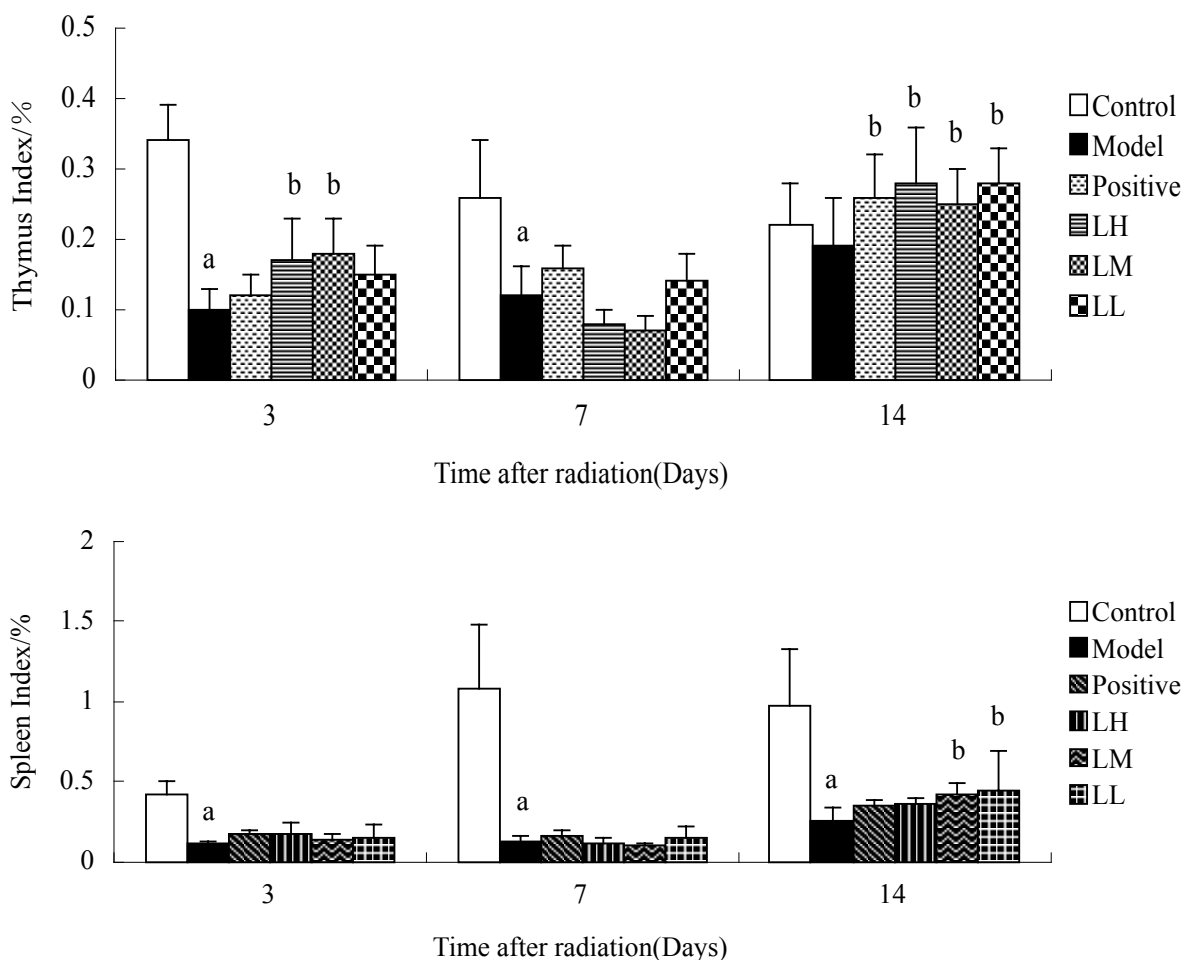 0.5
0.4
0.3
0.2
0.1
0
Thymus Index/%
a
b
b
a
b
b
b
b
3
7
14
Time after radiation(Days)
Control
Model
Positive
LH
LM
LL
2
1.5
1
0.5
0
Spleen Index/%
a
a
a
b
b
3
7
14
Time after radiation(Days)
Control
Model
Positive
LH
LM
LL